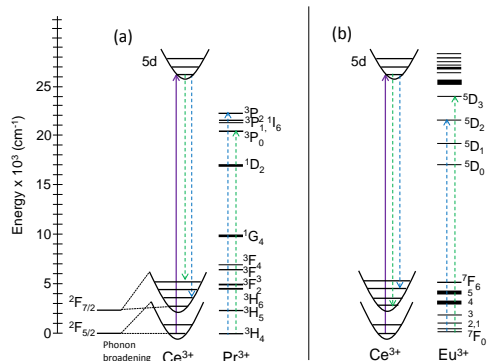 (a)
(b)
5d
5d
25
20
15
10
5
0
Energy x 10³ (cm⁻¹)
³P₂
³P₁, ¹I₆
³P₀
¹D₂
¹G₄
³F₄
³F³
³F₂
³H₆
³H₅
³H₄
²F₇/₂
²F₅/₂
Phonon
broadening
Ce³⁺
Pr³⁺
⁵D₃
⁵D₂
⁵D₁
⁵D₀
⁷F₆
5
4
3
2,1
⁷F₀
Ce³⁺
Eu³⁺